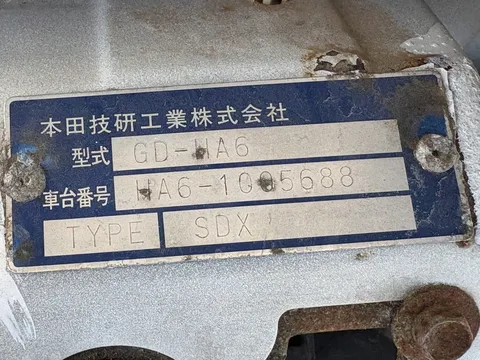 本田技研工業株式会社
型式 GD-HA6
車台番号 HA6-1005688
TYPE SDX